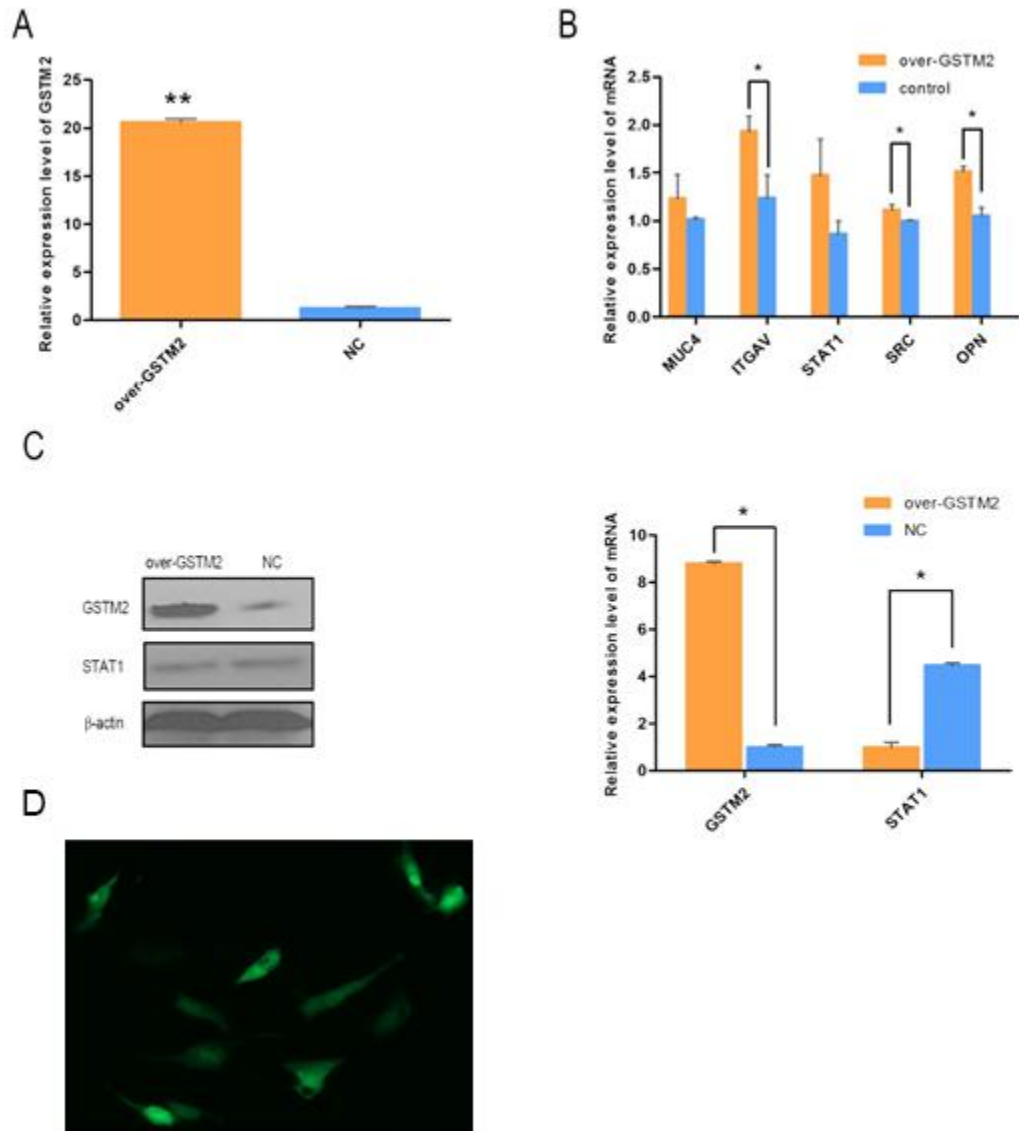 A
Relative expression level of GSTM2
25
20
15
10
5
0
**
over-GSTM2
NC
B
over-GSTM2
control
Relative expression level of mRNA
2.5
2.0
1.5
1.0
0.5
0.0
*
*
*
MUC4
ITGAV
STAT1
SRC
OPN
C
over-GSTM2 NC
GSTM2
STAT1
β-actin
over-GSTM2
NC
Relative expression level of mRNA
10
8
6
4
2
0
*
*
GSTM2
STAT1
D